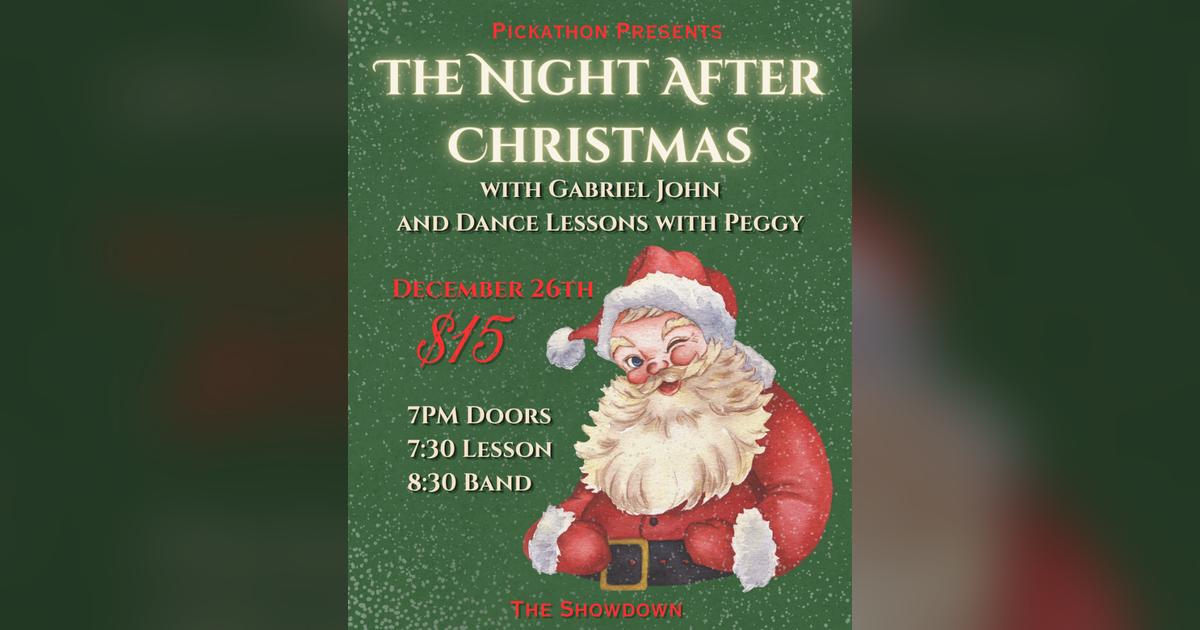 Pickathon Presents
The Night After
Christmas
with Gabriel John
and Dance Lessons with Peggy
December 26th
$15
7PM Doors
7:30 Lesson
8:30 Band
The Showdown